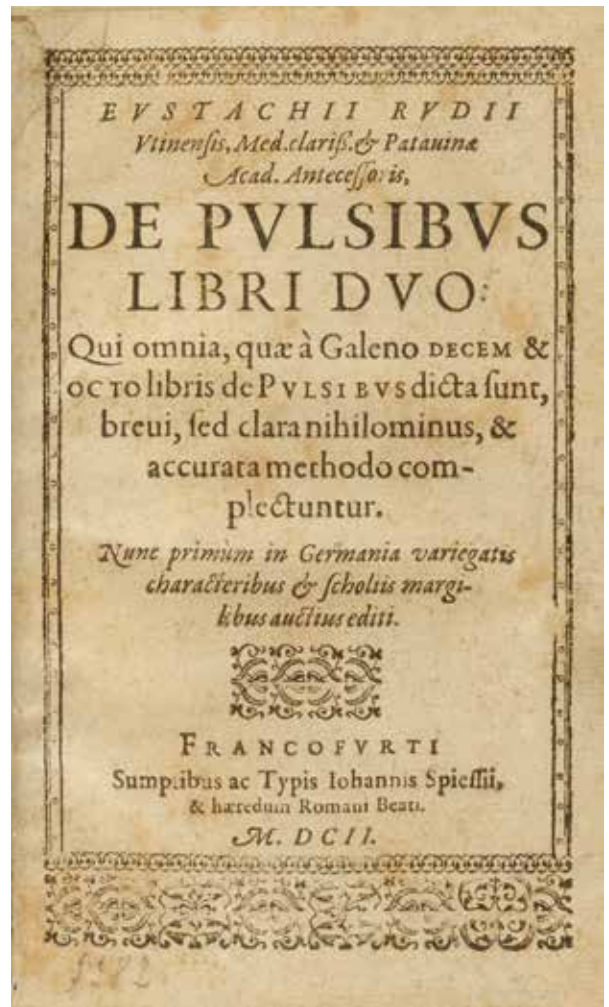 EVSTACHII RVDII
Vtinensis, Med. clariß. & Patauinæ
Acad. Antecessoris,
DE PVLSIBVS
LIBRI DVO:
Qui omnia, quæ à Galeno DECEM &
OCTO libris de PVLSIBVS dicta sunt,
breui, sed clara nihilominus, &
accurata methodo com-
plectuntur.
Nunc primùm in Germania variegatis
characteribus & scholiis margi-
libus auctius editi.
FRANCOFVRTI
Sumptibus ac Typis Iohannis Spiessii,
& hæredum Romani Beati.
M. DCII.